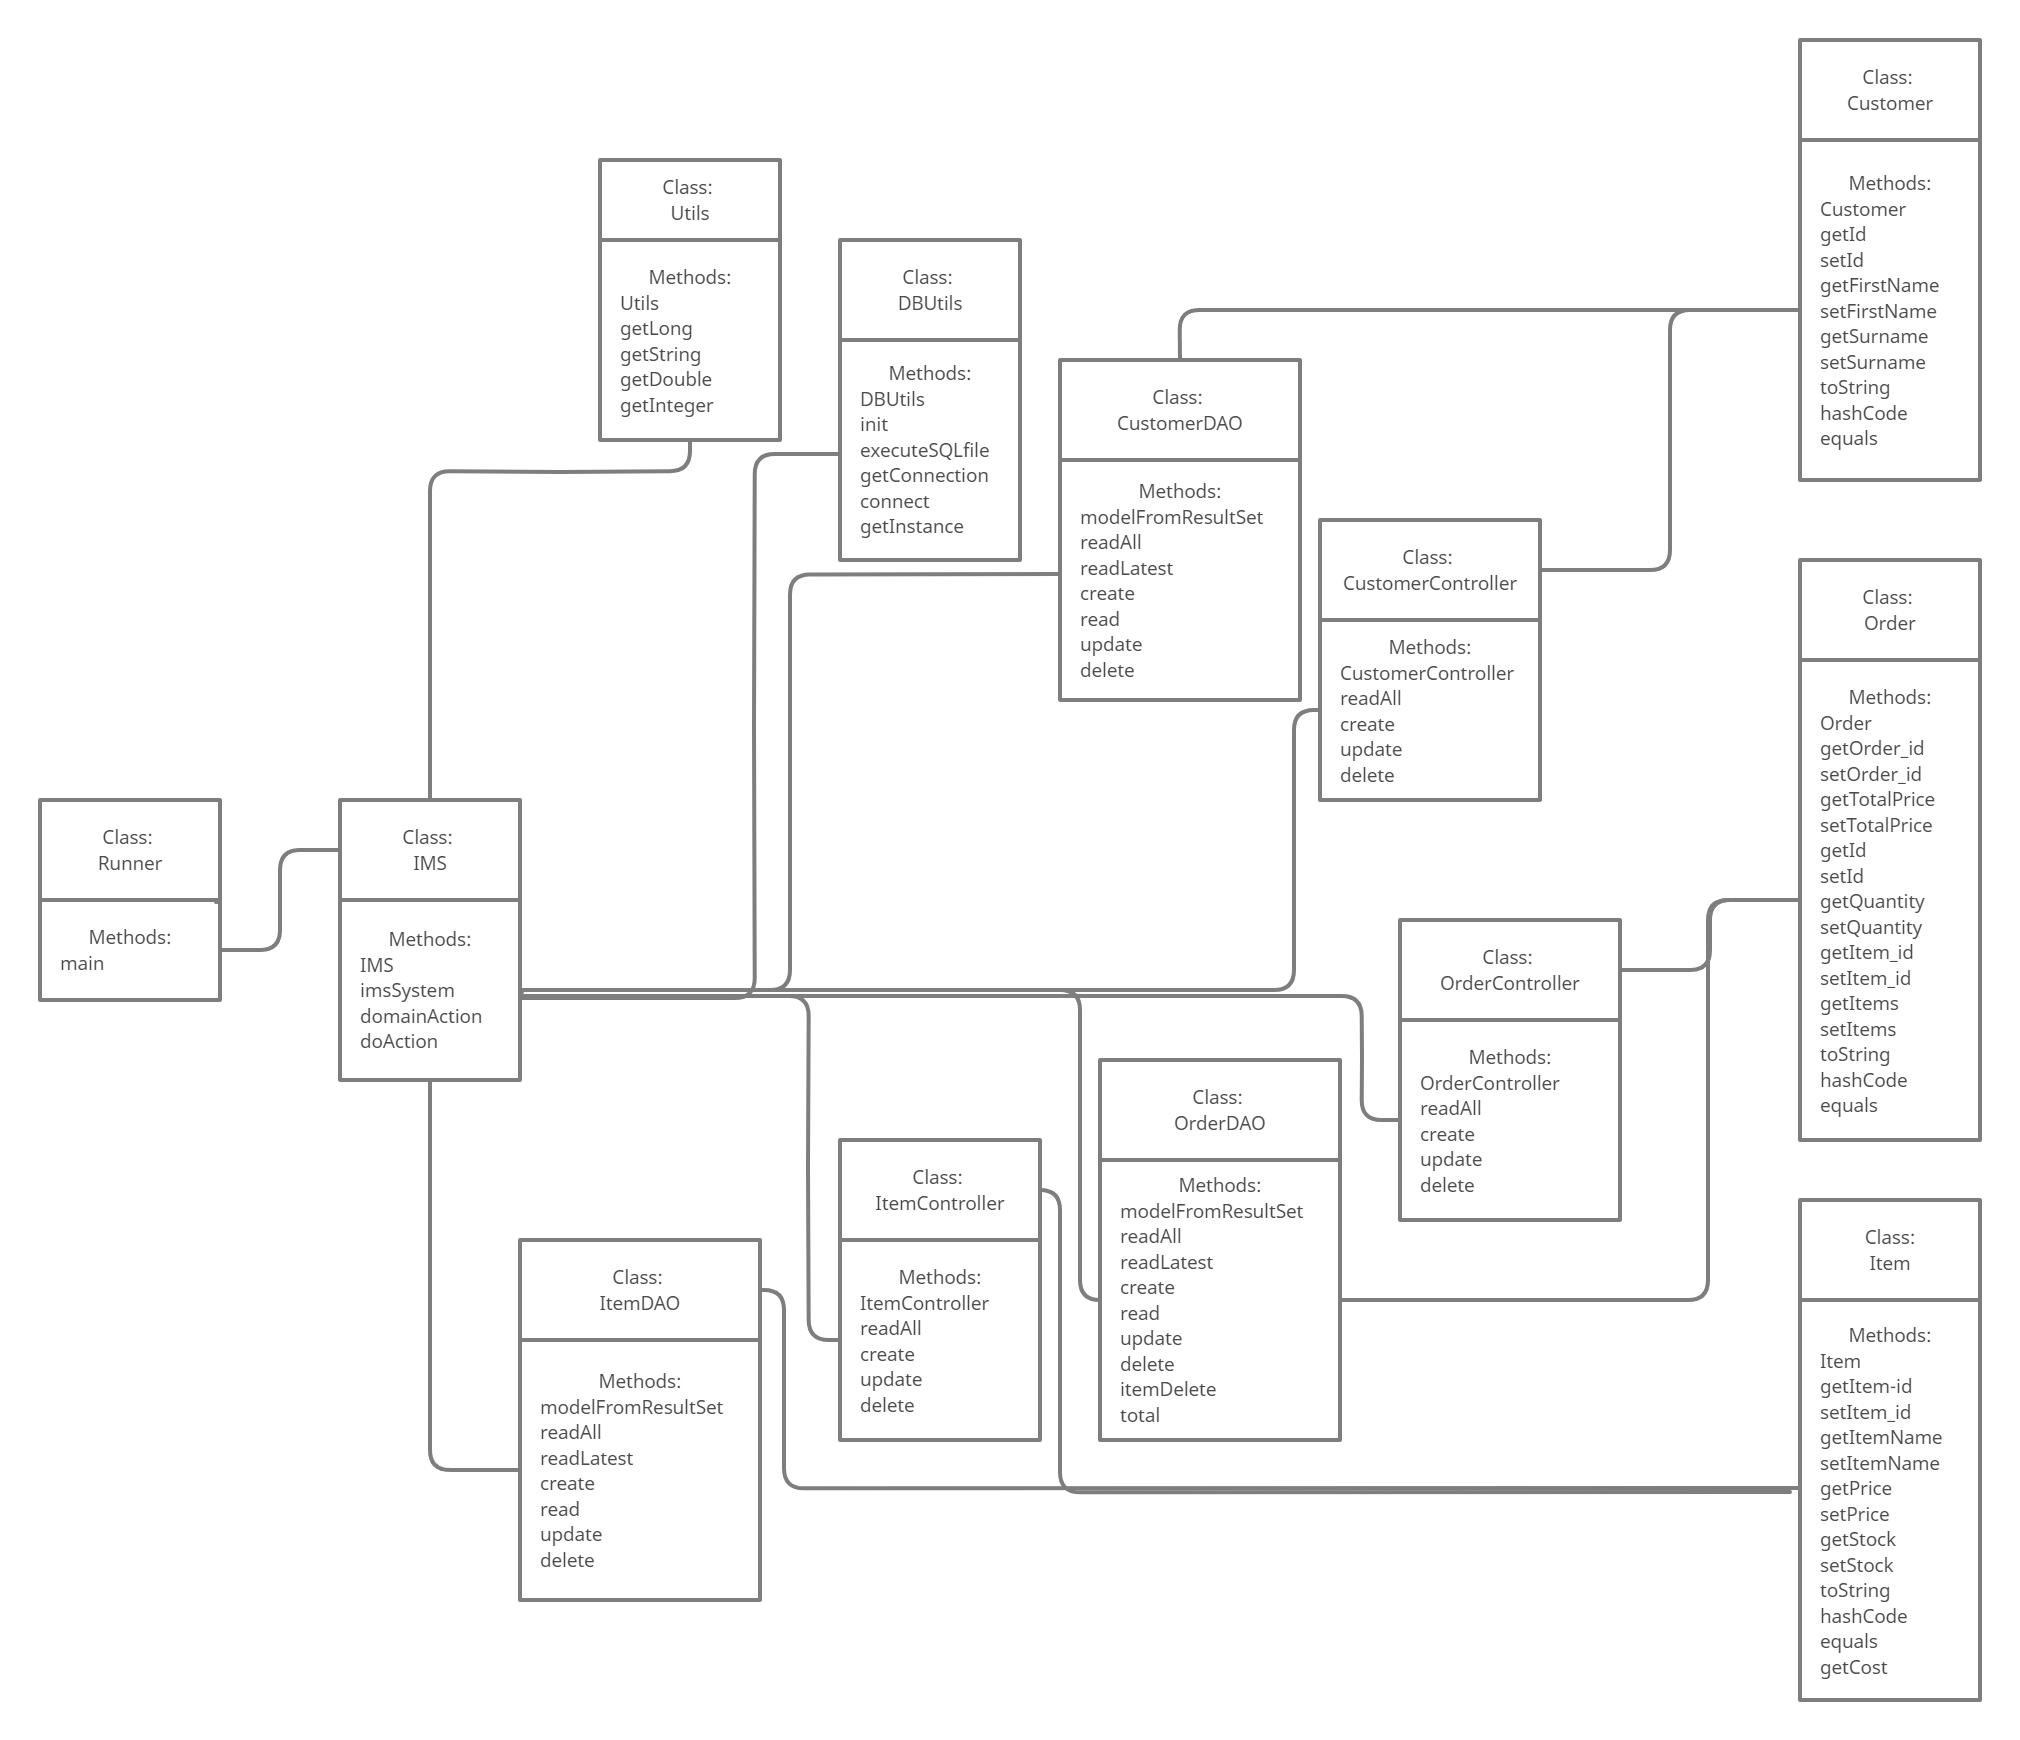 Class:
Customer
Methods:
Customer
getId
setId
getFirstName
setFirstName
getSurname
setSurname
toString
hashCode
equals
Class:
Utils
Methods:
Utils
getLong
getString
getDouble
getInteger
Class:
DBUtils
Methods:
DBUtils
init
executeSQLfile
getConnection
connect
getInstance
Class:
CustomerDAO
Methods:
modelFromResultSet
readAll
readLatest
create
read
update
delete
Class:
CustomerController
Methods:
CustomerController
readAll
create
update
delete
Class:
Order
Methods:
Order
getOrder_id
setOrder_id
getTotalPrice
setTotalPrice
getId
setId
getQuantity
setQuantity
getItem_id
setItem_id
getItems
setItems
toString
hashCode
equals
Class:
Runner
Methods:
main
Class:
IMS
Methods:
IMS
imsSystem
domainAction
doAction
Class:
OrderController
Methods:
OrderController
readAll
create
update
delete
Class:
OrderDAO
Methods:
modelFromResultSet
readAll
readLatest
create
read
update
delete
itemDelete
total
Class:
ItemController
Methods:
ItemController
readAll
create
update
delete
Class:
ItemDAO
Methods:
modelFromResultSet
readAll
readLatest
create
read
update
delete
Class:
Item
Methods:
Item
getItem-id
setItem_id
getItemName
setItemName
getPrice
setPrice
getStock
setStock
toString
hashCode
equals
getCost